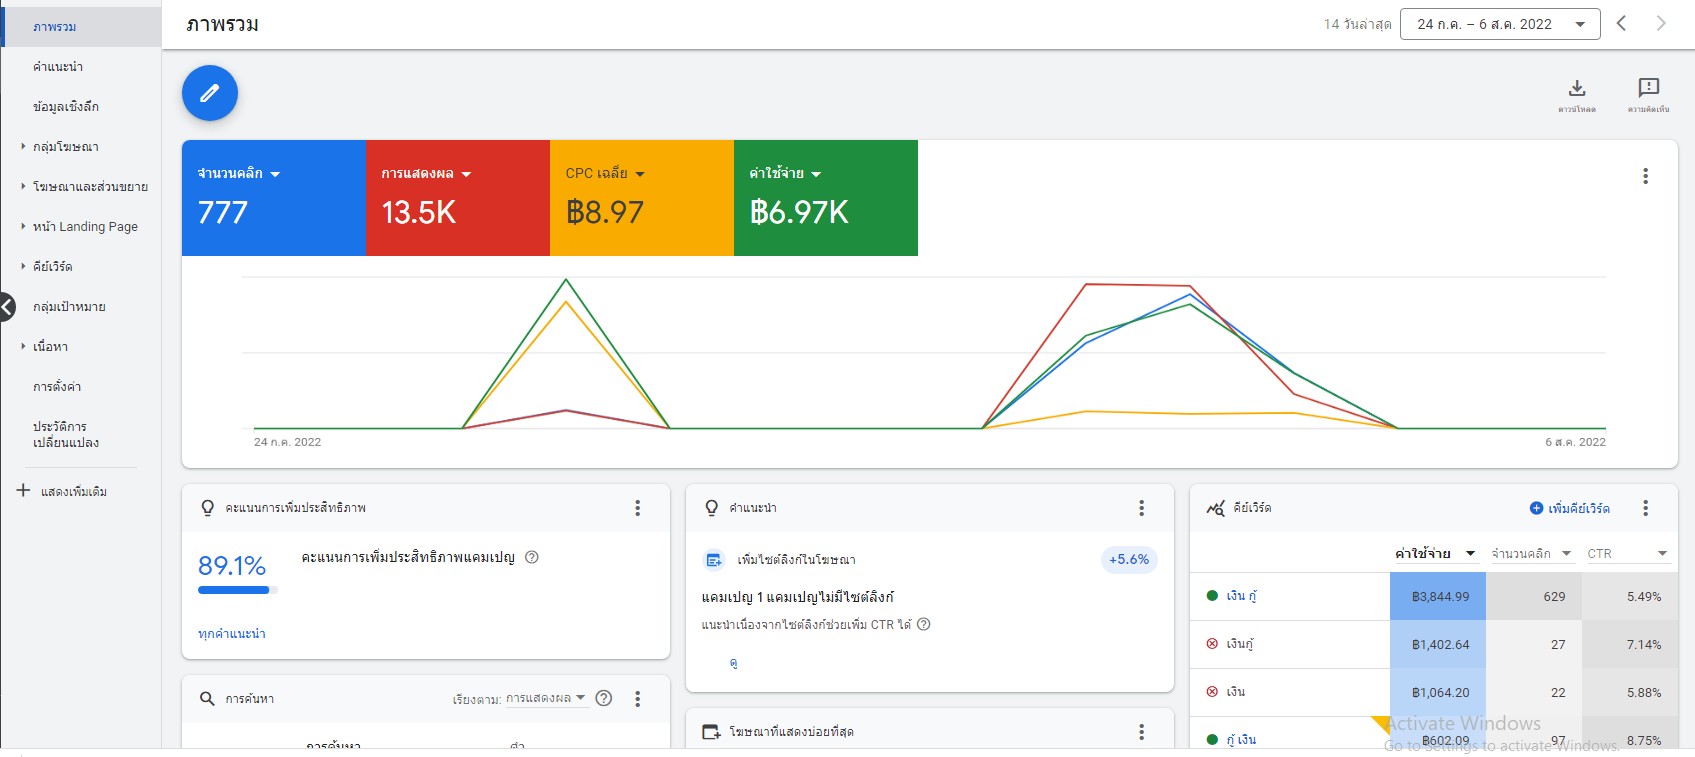 ภาพรวม
คำแนะนำ
ข้อมูลเชิงลึก
กลุ่มโฆษณา
โฆษณาและส่วนขยาย
หน้า Landing Page
คีย์เวิร์ด
กลุ่มเป้าหมาย
เนื้อหา
การตั้งค่า
ประวัติการ
เปลี่ยนแปลง
แสดงเพิ่มเติม
ภาพรวม
14 วันล่าสุด
24 ก.ค. – 6 ส.ค. 2022
ดาวน์โหลด
ความคิดเห็น
จำนวนคลิก
777
การแสดงผล
13.5K
CPC เฉลี่ย
฿8.97
ค่าใช้จ่าย
฿6.97K
24 ก.ค. 2022
6 ส.ค. 2022
คะแนนการเพิ่มประสิทธิภาพ
89.1%
คะแนนการเพิ่มประสิทธิภาพแคมเปญ
ทุกคำแนะนำ
การค้นหา
เรียงตาม: การแสดงผล
การค้นหา
คำแนะนำ
เพิ่มไซต์ลิงก์ในโฆษณา
+5.6%
แคมเปญ 1 แคมเปญไม่มีไซต์ลิงก์
แนะนำเนื่องจากไซต์ลิงก์ช่วยเพิ่ม CTR ได้
ดู
โฆษณาที่แสดงบ่อยที่สุด
คีย์เวิร์ด
เพิ่มคีย์เวิร์ด
ค่าใช้จ่าย จำนวนคลิก CTR
เงิน กู้ ฿3,844.99 629 5.49%
เงินกู้ ฿1,402.64 27 7.14%
เงิน ฿1,064.20 22 5.88%
กู้ เงิน ฿602.09 97 8.75%
Activate Windows
Go to Settings to activate Windows.